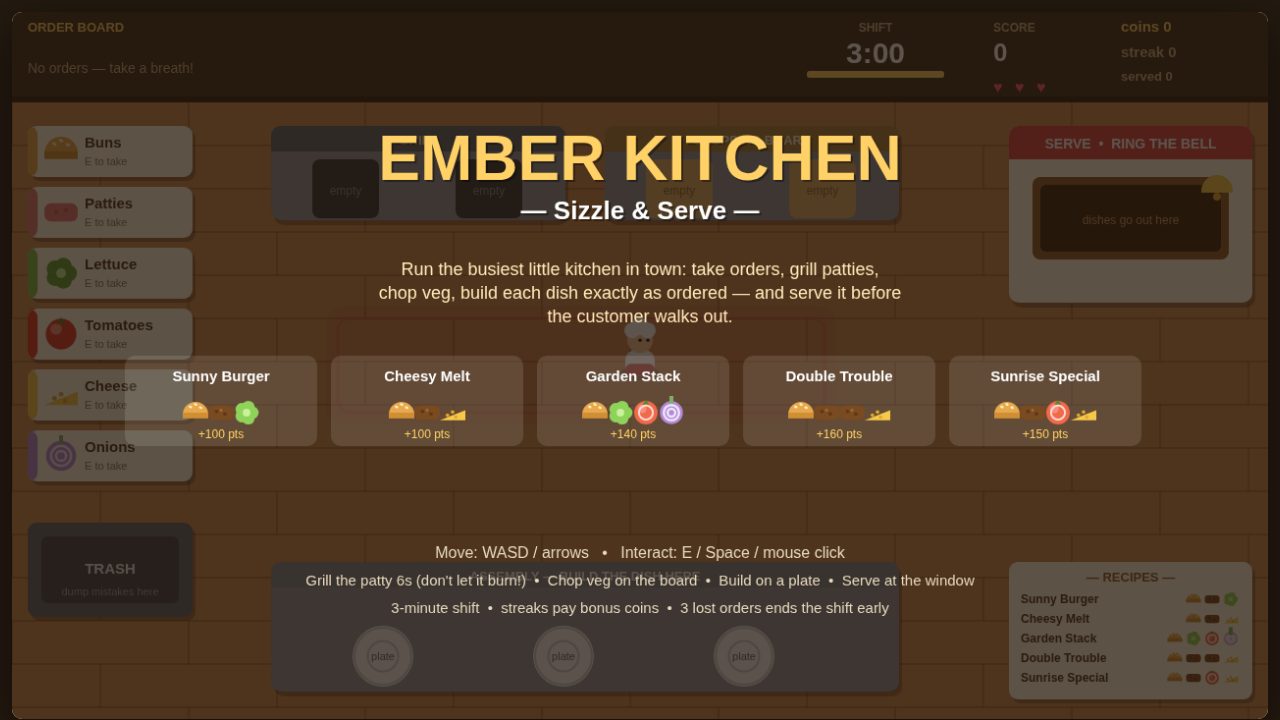 ORDER BOARD
No orders — take a breath!
SHIFT
3:00
SCORE
0
♥ ♥ ♥
coins 0
streak 0
served 0
Buns
E to take
Patties
E to take
Lettuce
E to take
Tomatoes
E to take
Cheese
E to take
Onions
E to take
TRASH
dump mistakes here
empty
empty
empty
empty
EMBER KITCHEN
— Sizzle & Serve —
Run the busiest little kitchen in town: take orders, grill patties,
chop veg, build each dish exactly as ordered — and serve it before
the customer walks out.
SERVE • RING THE BELL
dishes go out here
Sunny Burger
+100 pts
Cheesy Melt
+100 pts
Garden Stack
+140 pts
Double Trouble
+160 pts
Sunrise Special
+150 pts
Move: WASD / arrows • Interact: E / Space / mouse click
ASSEMBLY — BUILD THE DISH HERE
Grill the patty 6s (don't let it burn!) • Chop veg on the board • Build on a plate • Serve at the window
3-minute shift • streaks pay bonus coins • 3 lost orders ends the shift early
plate
plate
plate
— RECIPES —
Sunny Burger
Cheesy Melt
Garden Stack
Double Trouble
Sunrise Special